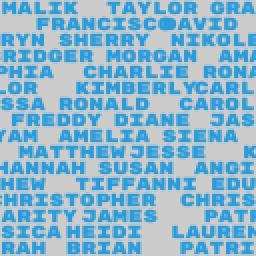 MALIK TAYLOR GRA
FRANCISCO DAVID
RYN SHERRY NIKOLE
RIDGER MORGAN AMA
PHIA CHARLIE RONA
LOR KIMBERLY CARL
SSA RONALD CAROL
FREDDY DIANE JAS
YAM AMELIA SIENA
MATTHEW JESSE K
HANNAH SUSAN ANGI
HEW TIFFANNI EDU
CHRISTOPHER CHRIS
ARITY JAMES PATR
SICA HEIDI LAUREN
RAH BRIAN PATRI